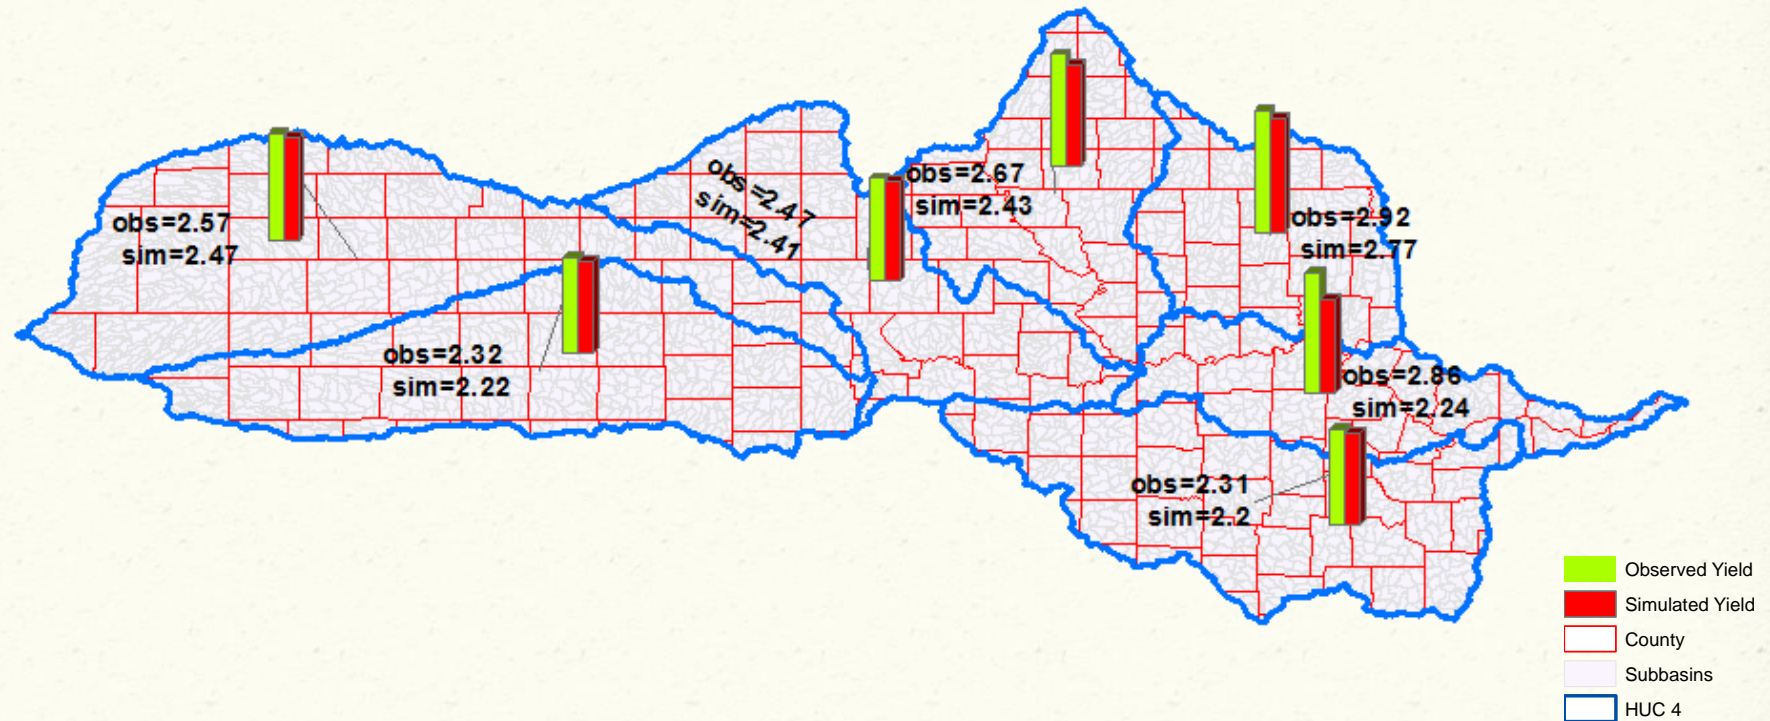 obs=2.57
sim=2.47
obs=2.32
sim=2.22
obs=2.47
sim=2.41
obs=2.67
sim=2.43
obs=2.92
sim=2.77
obs=2.86
sim=2.24
obs=2.31
sim=2.2
Observed Yield
Simulated Yield
County
Subbasins
HUC 4